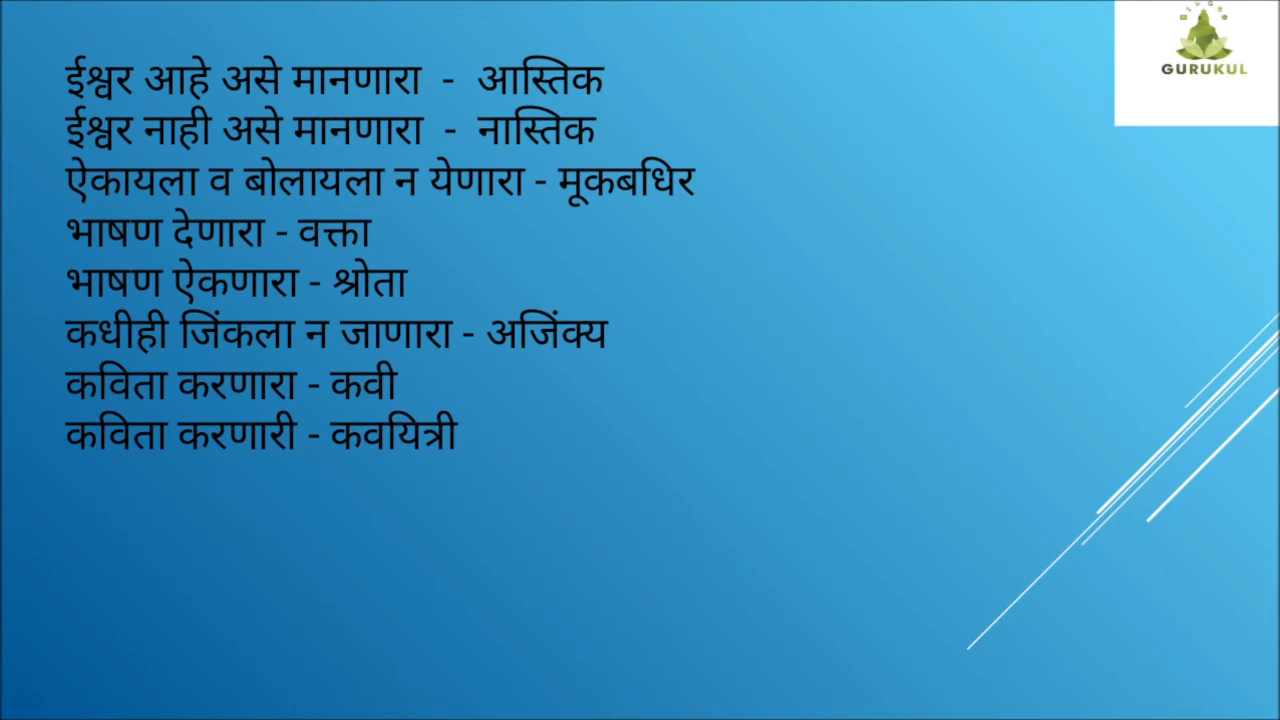 GURUKUL
ईश्वर आहे असे मानणारा - आस्तिक
ईश्वर नाही असे मानणारा - नास्तिक
ऐकायला व बोलायला न येणारा - मूकबधिर
भाषण देणारा - वक्ता
भाषण ऐकणारा - श्रोता
कधीही जिंकला न जाणारा - अजिंक्य
कविता करणारा - कवी
कविता करणारी - कवयित्री